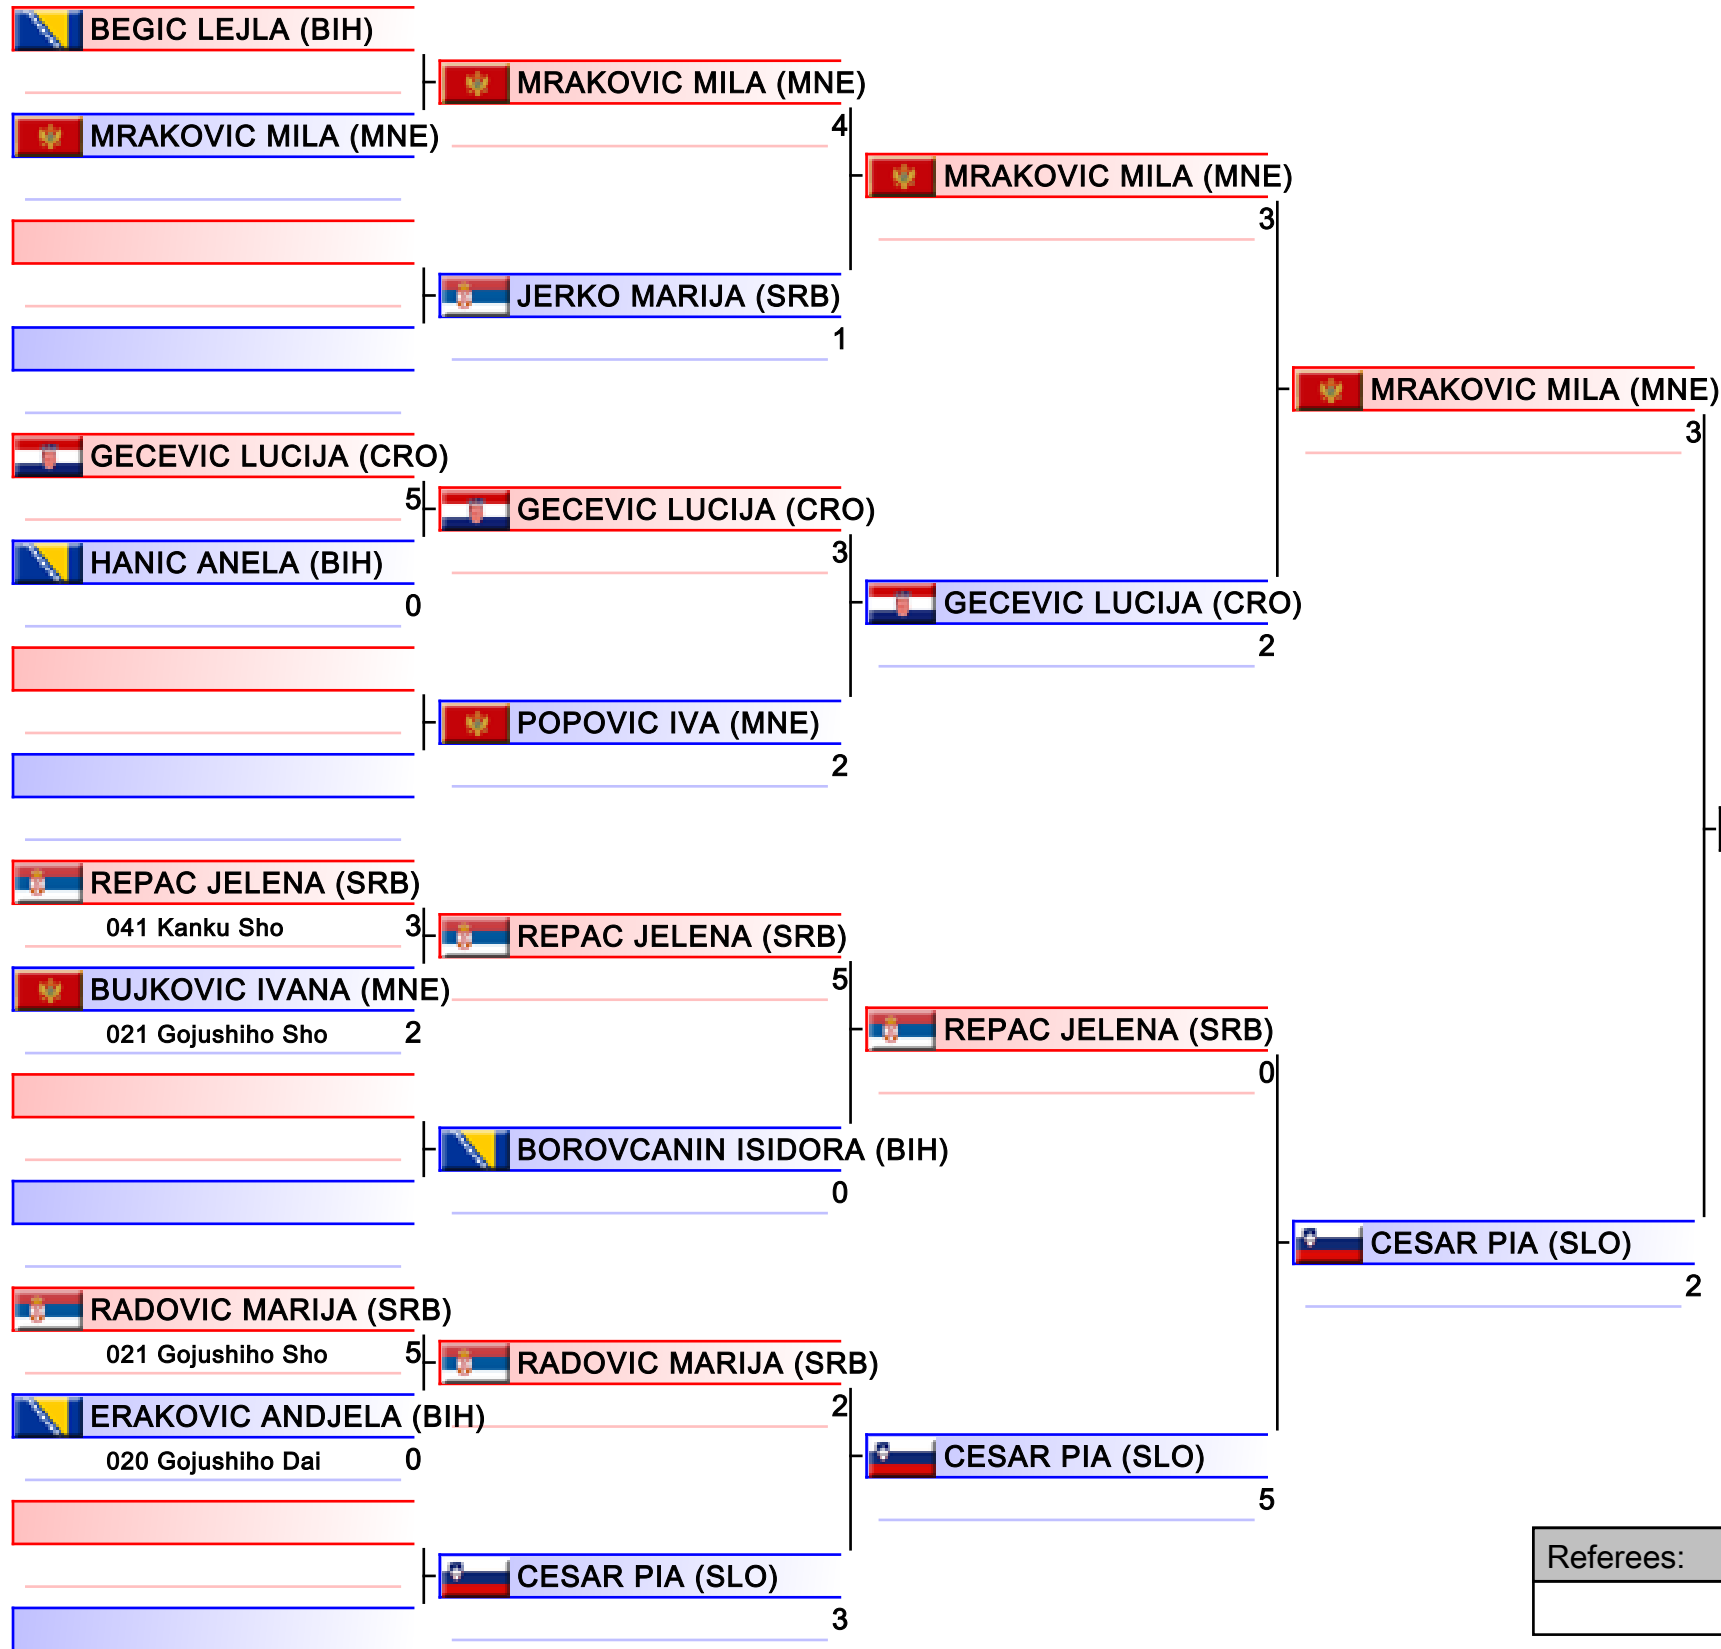 BEGIC LEJLA (BIH)
MRAKOVIC MILA (MNE)
GECEVIC LUCIJA (CRO)
5
HANIC ANELA (BIH)
0
REPAC JELENA (SRB)
041 Kanku Sho 3
BUJKOVIC IVANA (MNE)
021 Gojushiho Sho 2
RADOVIC MARIJA (SRB)
021 Gojushiho Sho 5
ERAKOVIC ANDJELA (BIH)
020 Gojushiho Dai 0
MRAKOVIC MILA (MNE)
4
JERKO MARIJA (SRB)
1
GECEVIC LUCIJA (CRO)
3
POPOVIC IVA (MNE)
2
REPAC JELENA (SRB)
5
BOROVCANIN ISIDORA (BIH)
0
RADOVIC MARIJA (SRB)
2
CESAR PIA (SLO)
3
MRAKOVIC MILA (MNE)
3
GECEVIC LUCIJA (CRO)
2
REPAC JELENA (SRB)
0
CESAR PIA (SLO)
5
MRAKOVIC MILA (MNE)
3
CESAR PIA (SLO)
2
Referees: